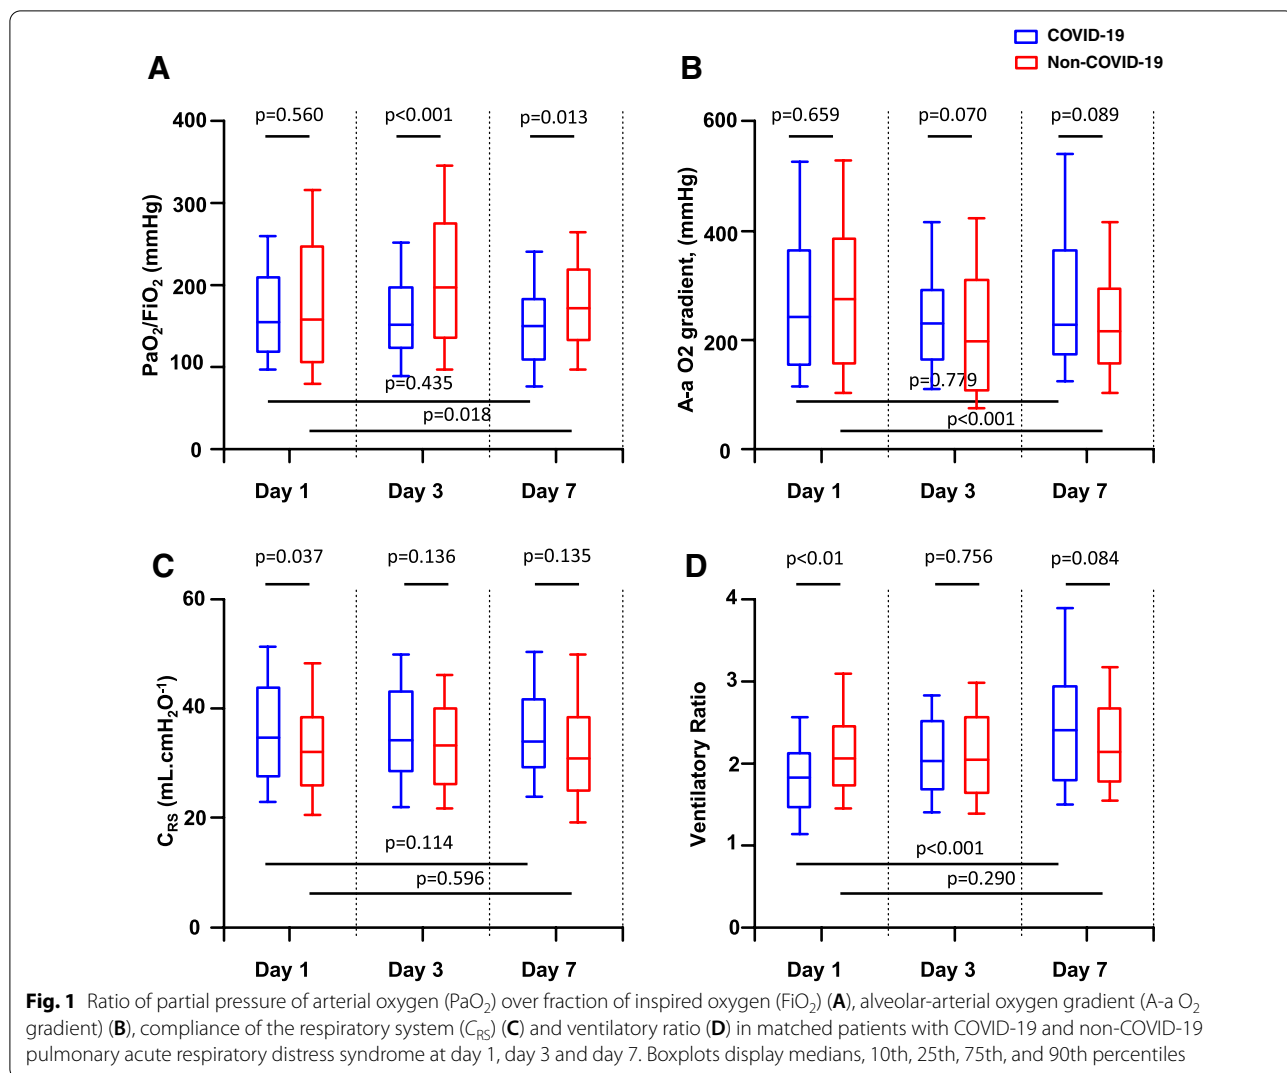 COVID-19
Non-COVID-19
A
p=0.560 p<0.001 p=0.013
400
300
200
100
0
PaO2/FiO2 (mmHg)
p=0.435
p=0.018
Day 1 Day 3 Day 7
B
p=0.659 p=0.070 p=0.089
600
400
200
0
A-a O2 gradient, (mmHg)
p=0.779
p<0.001
Day 1 Day 3 Day 7
C
p=0.037 p=0.136 p=0.135
60
40
20
0
CRS (mL.cmH2O-1)
p=0.114
p=0.596
Day 1 Day 3 Day 7
D
p<0.01 p=0.756 p=0.084
4
3
2
1
0
Ventilatory Ratio
p<0.001
p=0.290
Day 1 Day 3 Day 7
Fig. 1 Ratio of partial pressure of arterial oxygen (PaO2) over fraction of inspired oxygen (FiO2) (A), alveolar-arterial oxygen gradient (A-a O2
gradient) (B), compliance of the respiratory system (CRS) (C) and ventilatory ratio (D) in matched patients with COVID-19 and non-COVID-19
pulmonary acute respiratory distress syndrome at day 1, day 3 and day 7. Boxplots display medians, 10th, 25th, 75th, and 90th percentiles